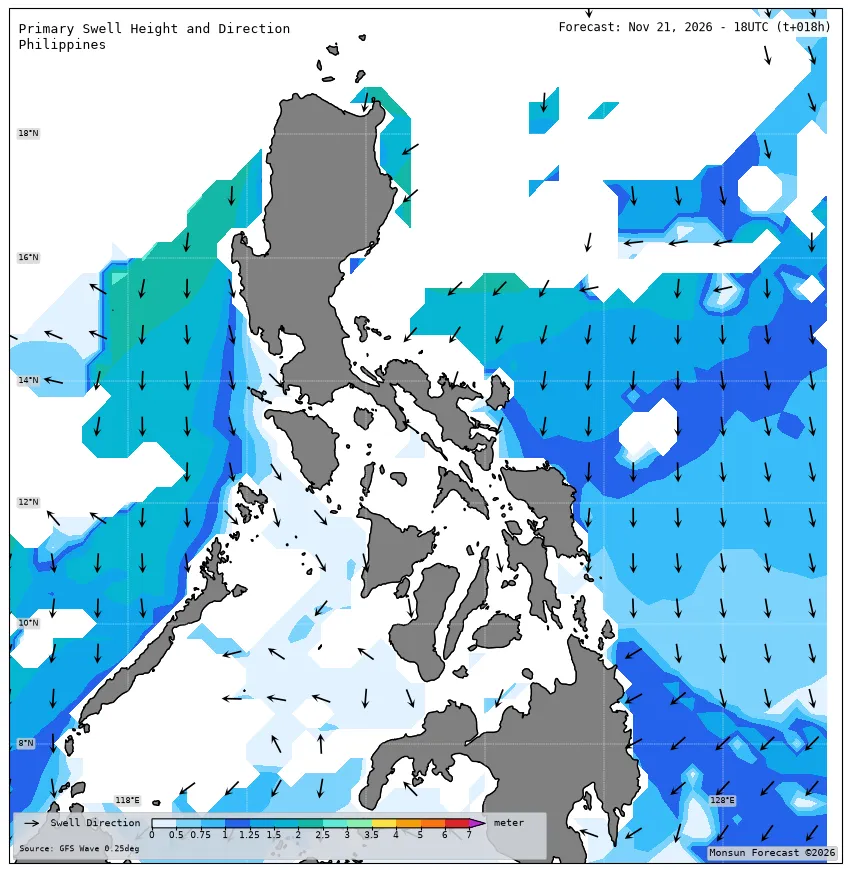 Primary Swell Height and Direction
Philippines
Forecast: Nov 21, 2026 - 18UTC (t+018h)
18°N
16°N
14°N
12°N
10°N
8°N
118°E
128°E
Swell Direction
meter
0 0.5 0.75 1 1.25 1.5 2 2.5 3 3.5 4 5 6 7
Source: GFS Wave 0.25deg
Monsun Forecast ©2026